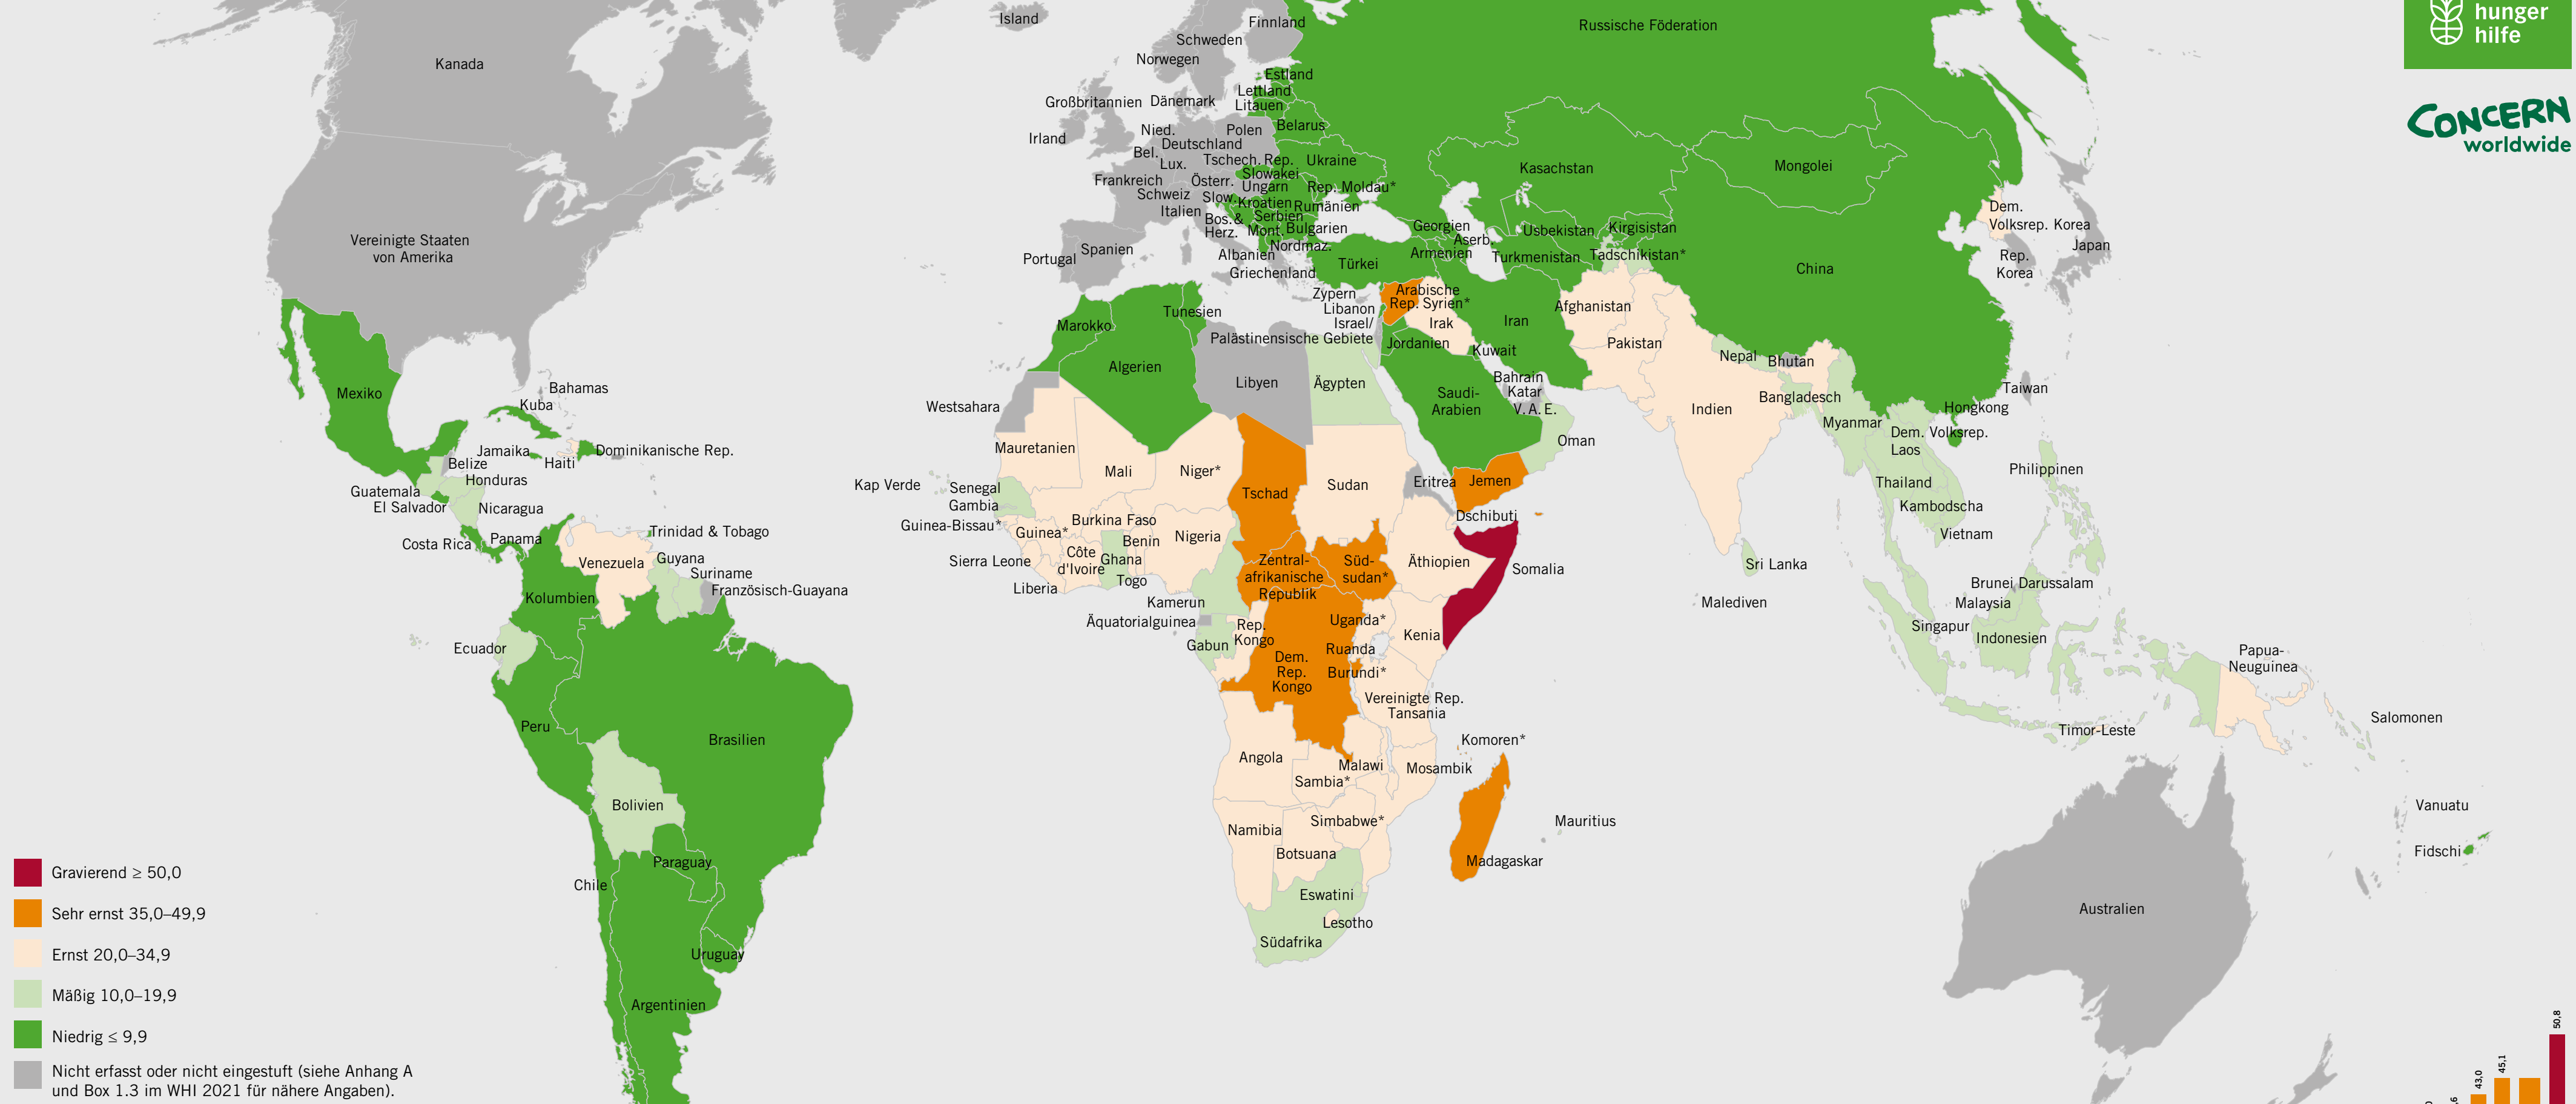 Island
Finnland
Russische Föderation
hunger
hilfe
Schweden
Norwegen
Kanada
Estland
Lettland
Litauen
Großbritannien
Dänemark
CONCERN
worldwide
Irland
Nied.
Polen
Belarus
Deutschland
Bel.
Lux.
Tschech. Rep.
Ukraine
Slowakei
Kasachstan
Mongolei
Frankreich
Österr.
Ungarn
Rep. Moldau*
Schweiz
Slow.
Kroatien
Rumänien
Italien
Bos.&
Herz.
Serbien
Mont.
Bulgarien
Georgien
Aserb.
Usbekistan
Kirgisistan
Dem.
Volksrep. Korea
Vereinigte Staaten
von Amerika
Portugal
Spanien
Nordmaz.
Albanien
Griechenland
Türkei
Armenien
Turkmenistan
Tadschikistan*
China
Rep.
Korea
Japan
Zypern
Libanon
Israel/
Palästinensische Gebiete
Arabische
Rep. Syrien*
Irak
Iran
Afghanistan
Marokko
Tunesien
Jordanien
Kuwait
Pakistan
Nepal
Bhutan
Algerien
Libyen
Ägypten
Saudi-
Arabien
Bahrain
Katar
V. A. E.
Indien
Bangladesch
Taiwan
Hongkong
Mexiko
Bahamas
Kuba
Westsahara
Oman
Myanmar
Dem. Volksrep.
Laos
Jamaika
Haiti
Dominikanische Rep.
Belize
Honduras
Guatemala
El Salvador
Nicaragua
Mauretanien
Mali
Niger*
Tschad
Sudan
Eritrea
Jemen
Philippinen
Thailand
Kap Verde
Senegal
Gambia
Guinea-Bissau*
Guinea*
Burkina Faso
Benin
Nigeria
Dschibuti
Kambodscha
Vietnam
Costa Rica
Panama
Trinidad & Tobago
Venezuela
Guyana
Suriname
Französisch-Guayana
Sierra Leone
Côte
d'Ivoire
Ghana
Togo
Liberia
Kamerun
Zentral-
afrikanische
Republik
Süd-
sudan*
Äthiopien
Somalia
Sri Lanka
Brunei Darussalam
Malaysia
Malediven
Kolumbien
Äquatorialguinea
Rep.
Kongo
Uganda*
Kenia
Singapur
Indonesien
Ecuador
Gabun
Dem.
Rep.
Kongo
Ruanda
Burundi*
Papua-
Neuguinea
Vereinigte Rep.
Tansania
Peru
Brasilien
Timor-Leste
Salomonen
Komoren*
Angola
Malawi
Mosambik
Sambia*
Bolivien
Simbabwe*
Namibia
Mauritius
Vanuatu
Botsuana
Madagaskar
Fidschi
Paraguay
Chile
Eswatini
Lesotho
Südafrika
Australien
Uruguay
Argentinien
Gravierend ≥ 50,0
Sehr ernst 35,0–49,9
Ernst 20,0–34,9
Mäßig 10,0–19,9
Niedrig ≤ 9,9
Nicht erfasst oder nicht eingestuft (siehe Anhang A
und Box 1.3 im WHI 2021 für nähere Angaben).
43,0
45,1
50,8